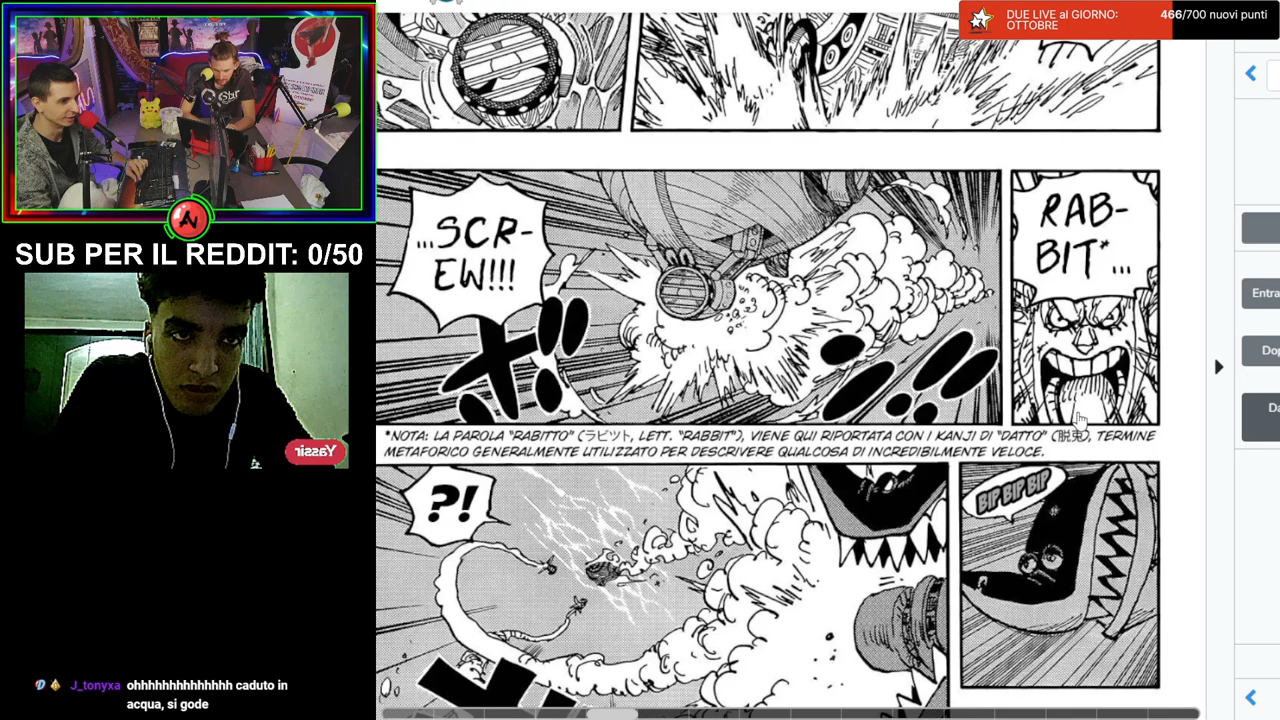 DUE LIVE al GIORNO:
OTTOBRE
466/700 nuovi punti
SUB PER IL REDDIT: 0/50
Yassir
J_tonyxa ohhhhhhhhhhhhhh caduto in
acqua, si gode
...SCR-
EW!!!
RAB-
BIT*...
*NOTA: LA PAROLA "RABITTO" (ラビット, LETT. "RABBIT"), VIENE QUI RIPORTATA CON I KANJI DI "DATTO" (脱兎), TERMINE
METAFORICO GENERALMENTE UTILIZZATO PER DESCRIVERE QUALCOSA DI INCREDIBILMENTE VELOCE.
?!
BIP BIP BIP
Entra